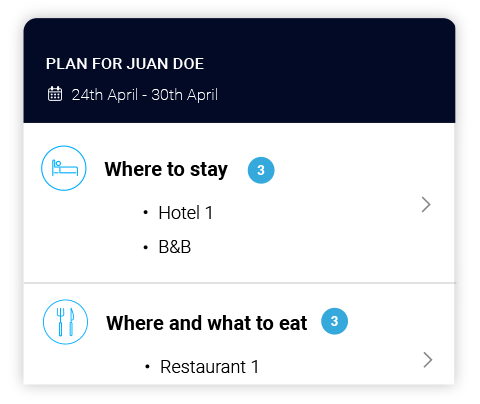 PLAN FOR JUAN DOE
24th April - 30th April
Where to stay 3
• Hotel 1
• B&B
Where and what to eat 3
• Restaurant 1